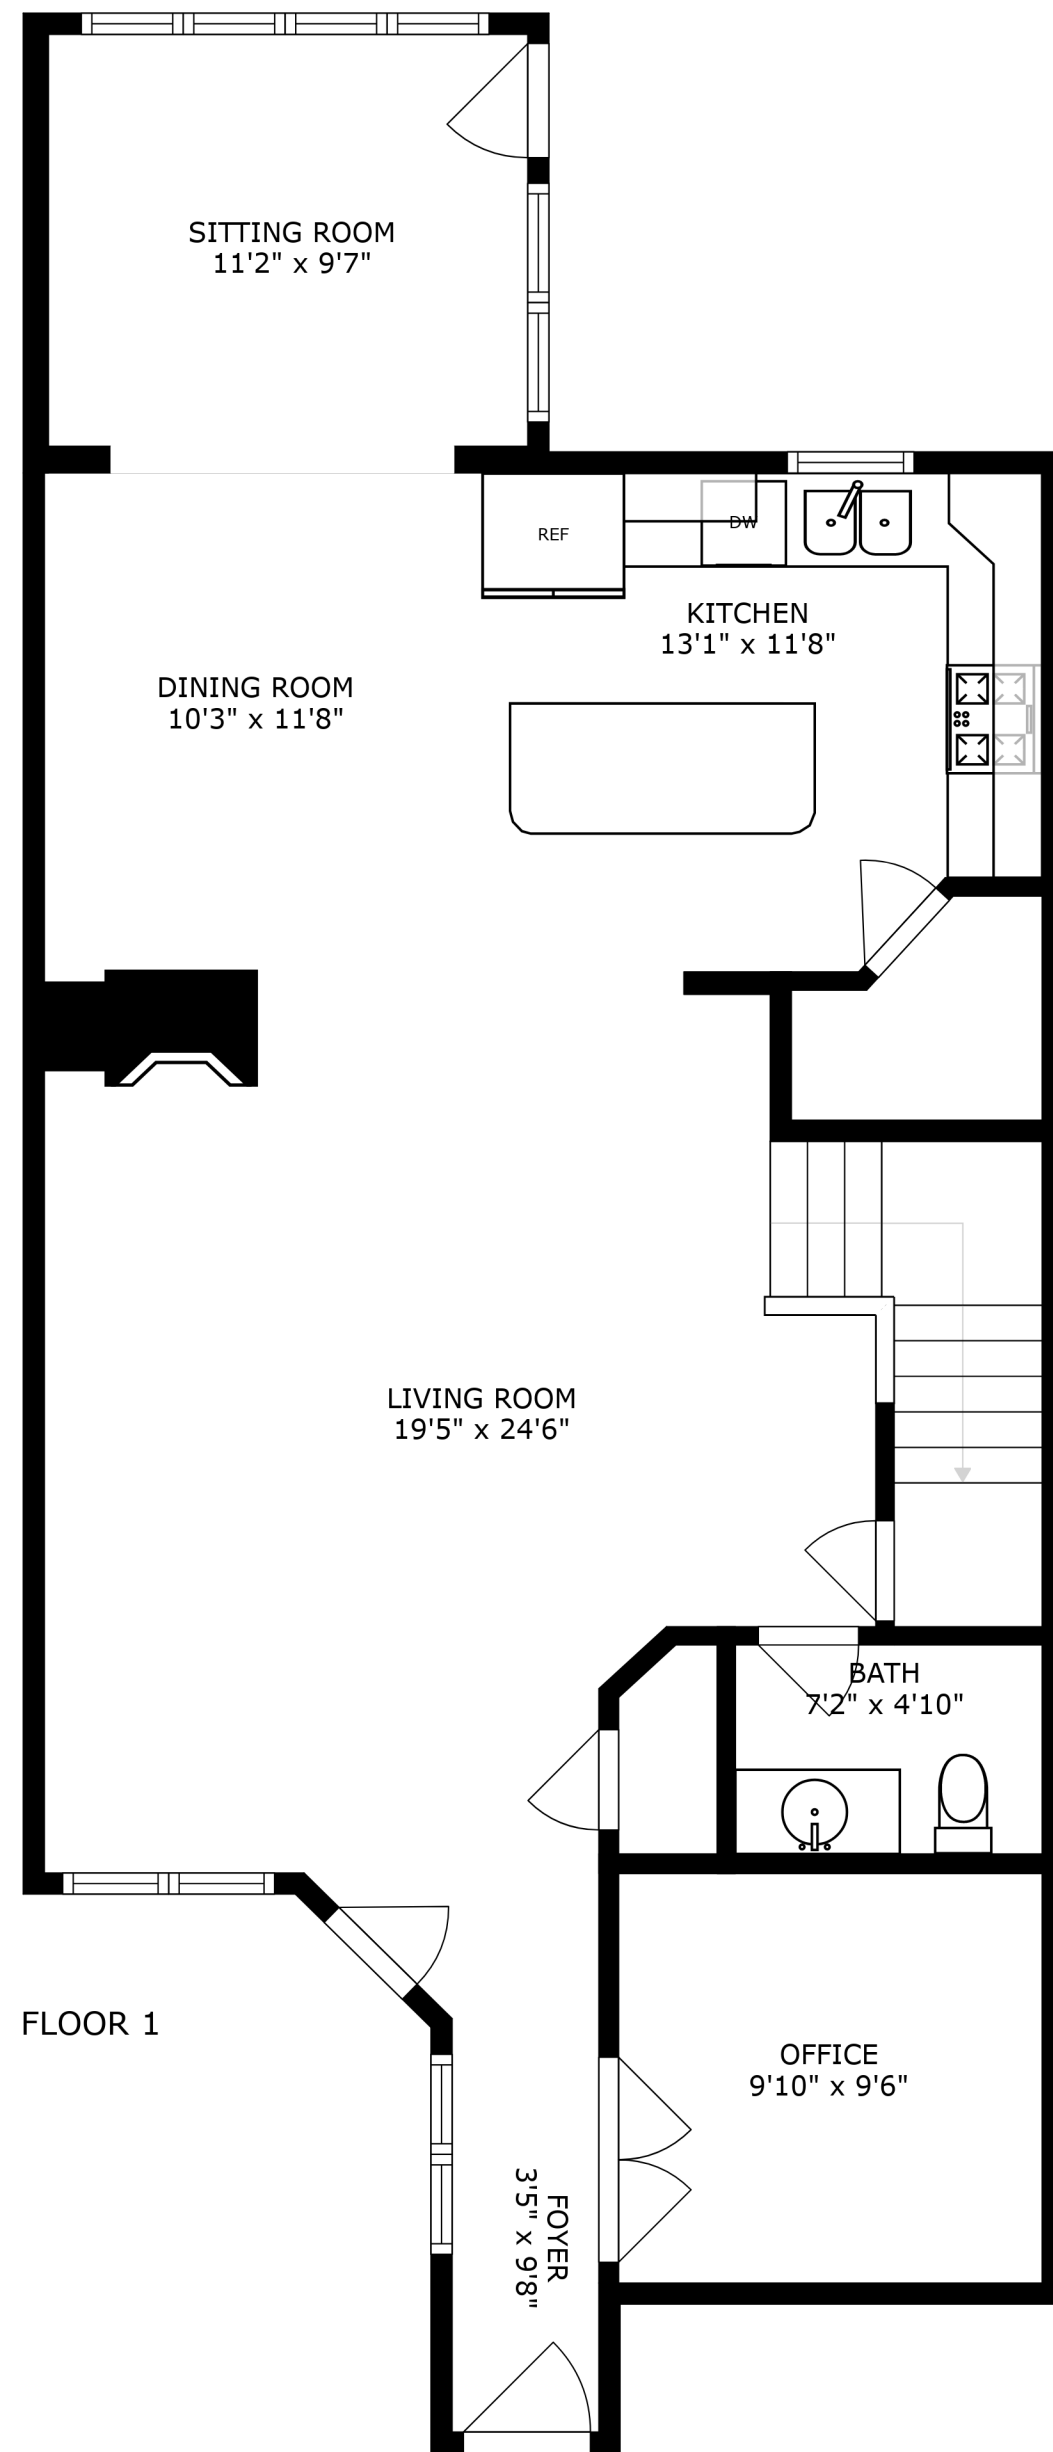 SITTING ROOM
11'2" x 9'7"
REF
DW
KITCHEN
13'1" x 11'8"
DINING ROOM
10'3" x 11'8"
LIVING ROOM
19'5" x 24'6"
BATH
7'2" x 4'10"
FLOOR 1
OFFICE
9'10" x 9'6"
FOYER
3'5" x 9'8"